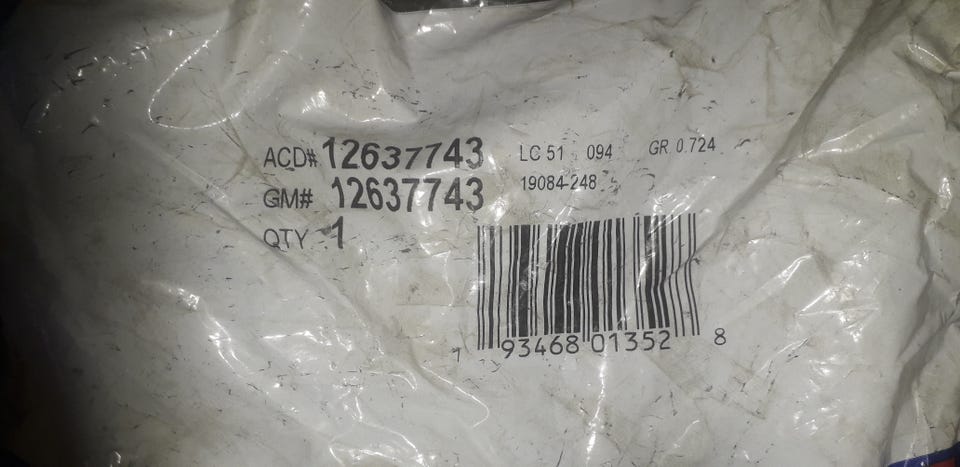 ACD# 12637743 LC 51 094 GR 0.724
GM# 12637743 19084-248
QTY 1
1 93468 01352 8